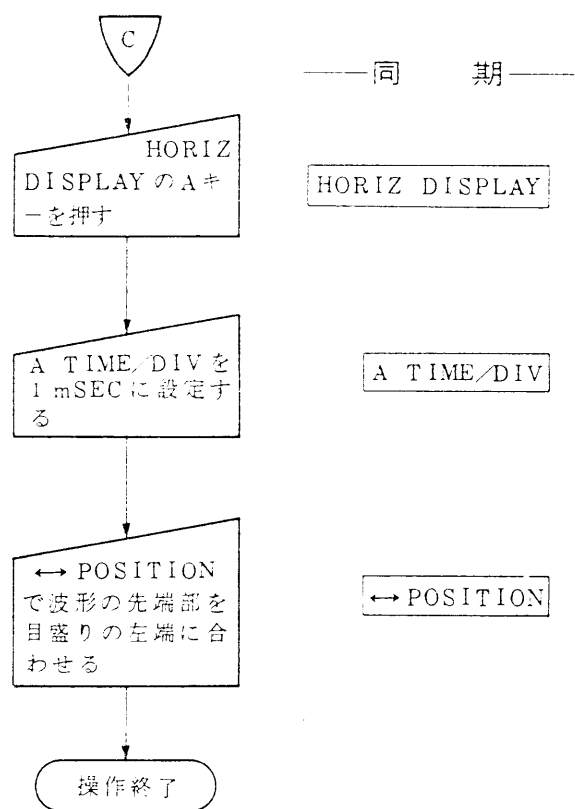 C
同 期
HORIZ
DISPLAYのAキ
ーを押す
HORIZ DISPLAY
A TIME/DIVを
1mSECに設定す
る
A TIME/DIV
↔ POSITION
で波形の先端部を
目盛りの左端に合
わせる
↔ POSITION
操作終了